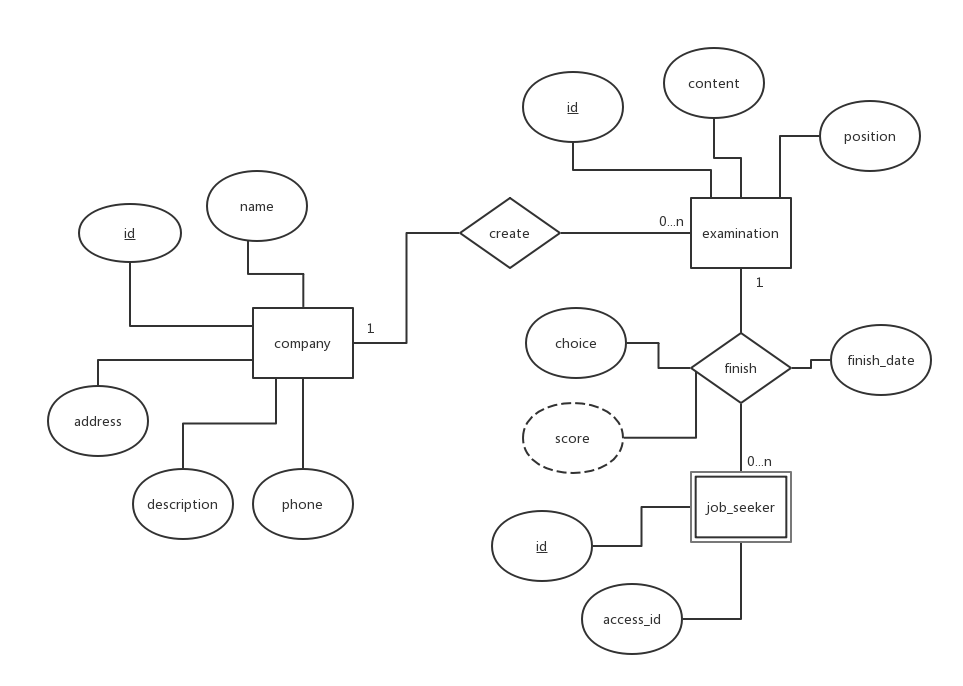 content
id
position
name
id
0...n
create
examination
1
1
company
choice
finish_date
finish
address
score
0...n
description
phone
job_seeker
id
access_id